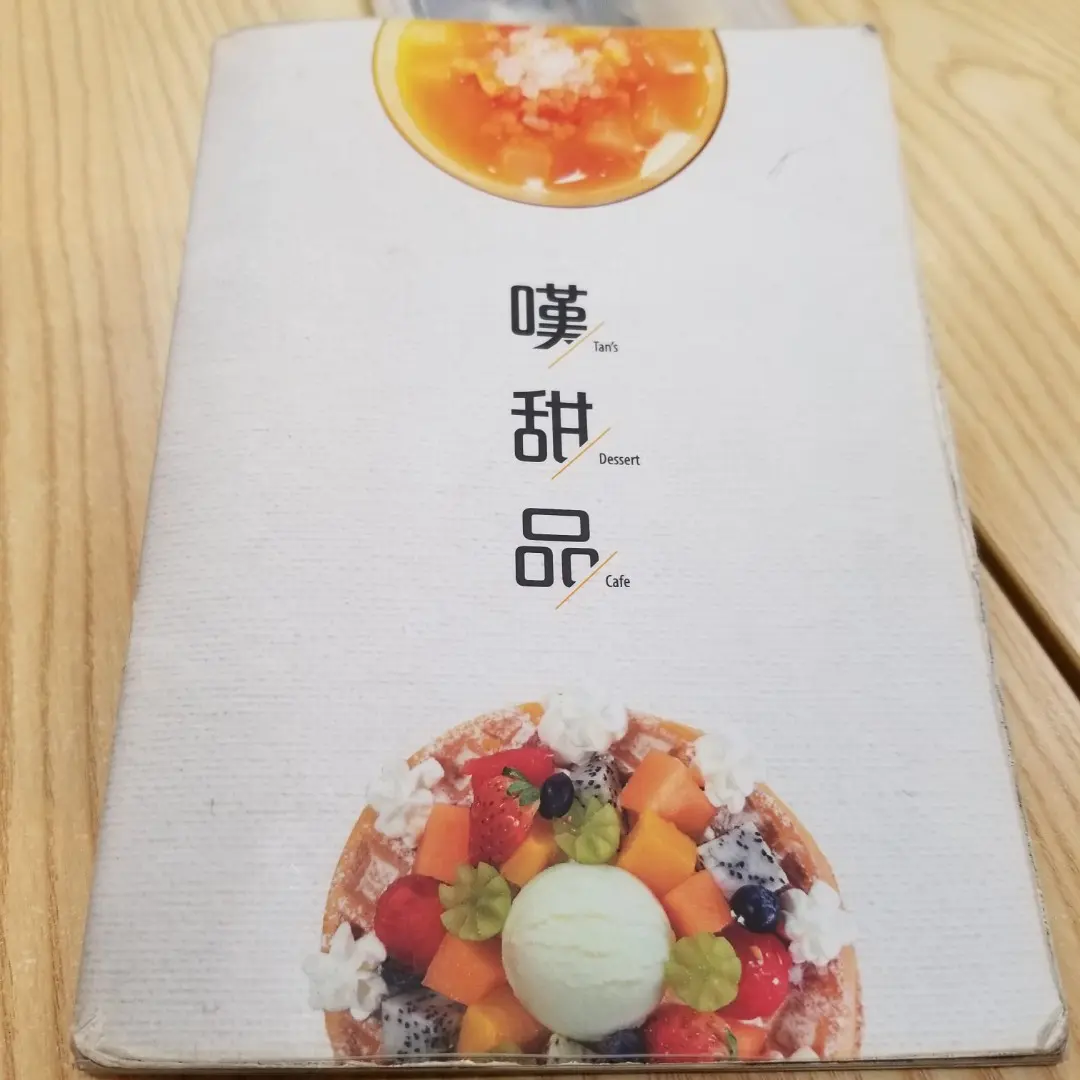 嘆
Tan's
甜
Dessert
品
Cafe